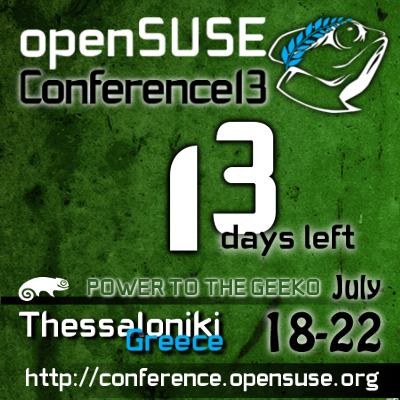 openSUSE
Conference13
13
days left
POWER TO THE GEEKO July
Thessaloniki
Greece
18-22
http://conference.opensuse.org